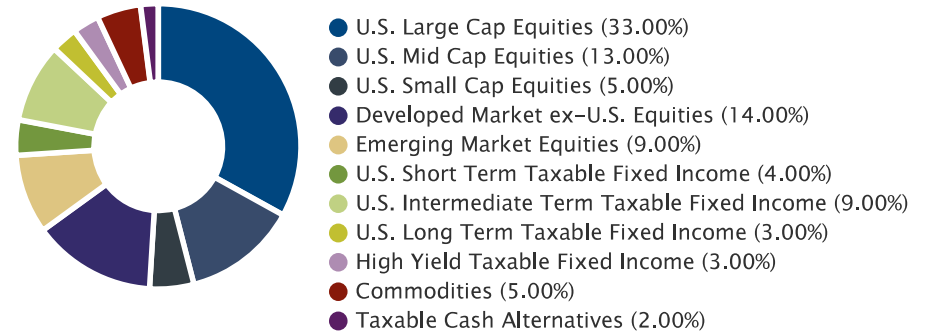 U.S. Large Cap Equities (33.00%)
U.S. Mid Cap Equities (13.00%)
U.S. Small Cap Equities (5.00%)
Developed Market ex-U.S. Equities (14.00%)
Emerging Market Equities (9.00%)
U.S. Short Term Taxable Fixed Income (4.00%)
U.S. Intermediate Term Taxable Fixed Income (9.00%)
U.S. Long Term Taxable Fixed Income (3.00%)
High Yield Taxable Fixed Income (3.00%)
Commodities (5.00%)
Taxable Cash Alternatives (2.00%)